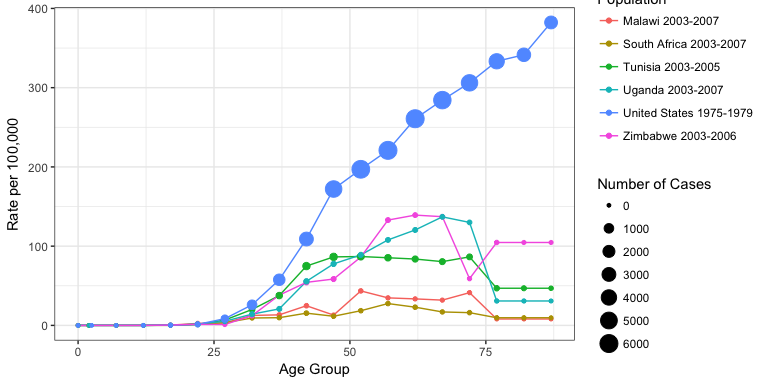 Population
Malawi 2003-2007
South Africa 2003-2007
Tunisia 2003-2005
Uganda 2003-2007
United States 1975-1979
Zimbabwe 2003-2006
Number of Cases
0
1000
2000
3000
4000
5000
6000
400
300
200
100
0
Rate per 100,000
0
25
50
75
Age Group